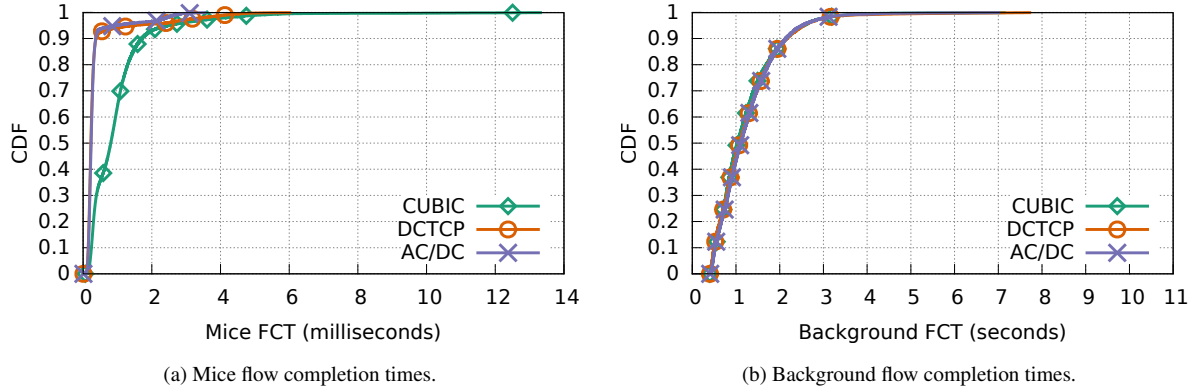 1
0.9
0.8
0.7
0.6
0.5
0.4
0.3
0.2
0.1
0
CDF
CUBIC
DCTCP
AC/DC
0 2 4 6 8 10 12 14
Mice FCT (milliseconds)
(a) Mice flow completion times.
1
0.9
0.8
0.7
0.6
0.5
0.4
0.3
0.2
0.1
0
CDF
CUBIC
DCTCP
AC/DC
0 1 2 3 4 5 6 7 8 9 10 11
Background FCT (seconds)
(b) Background flow completion times.